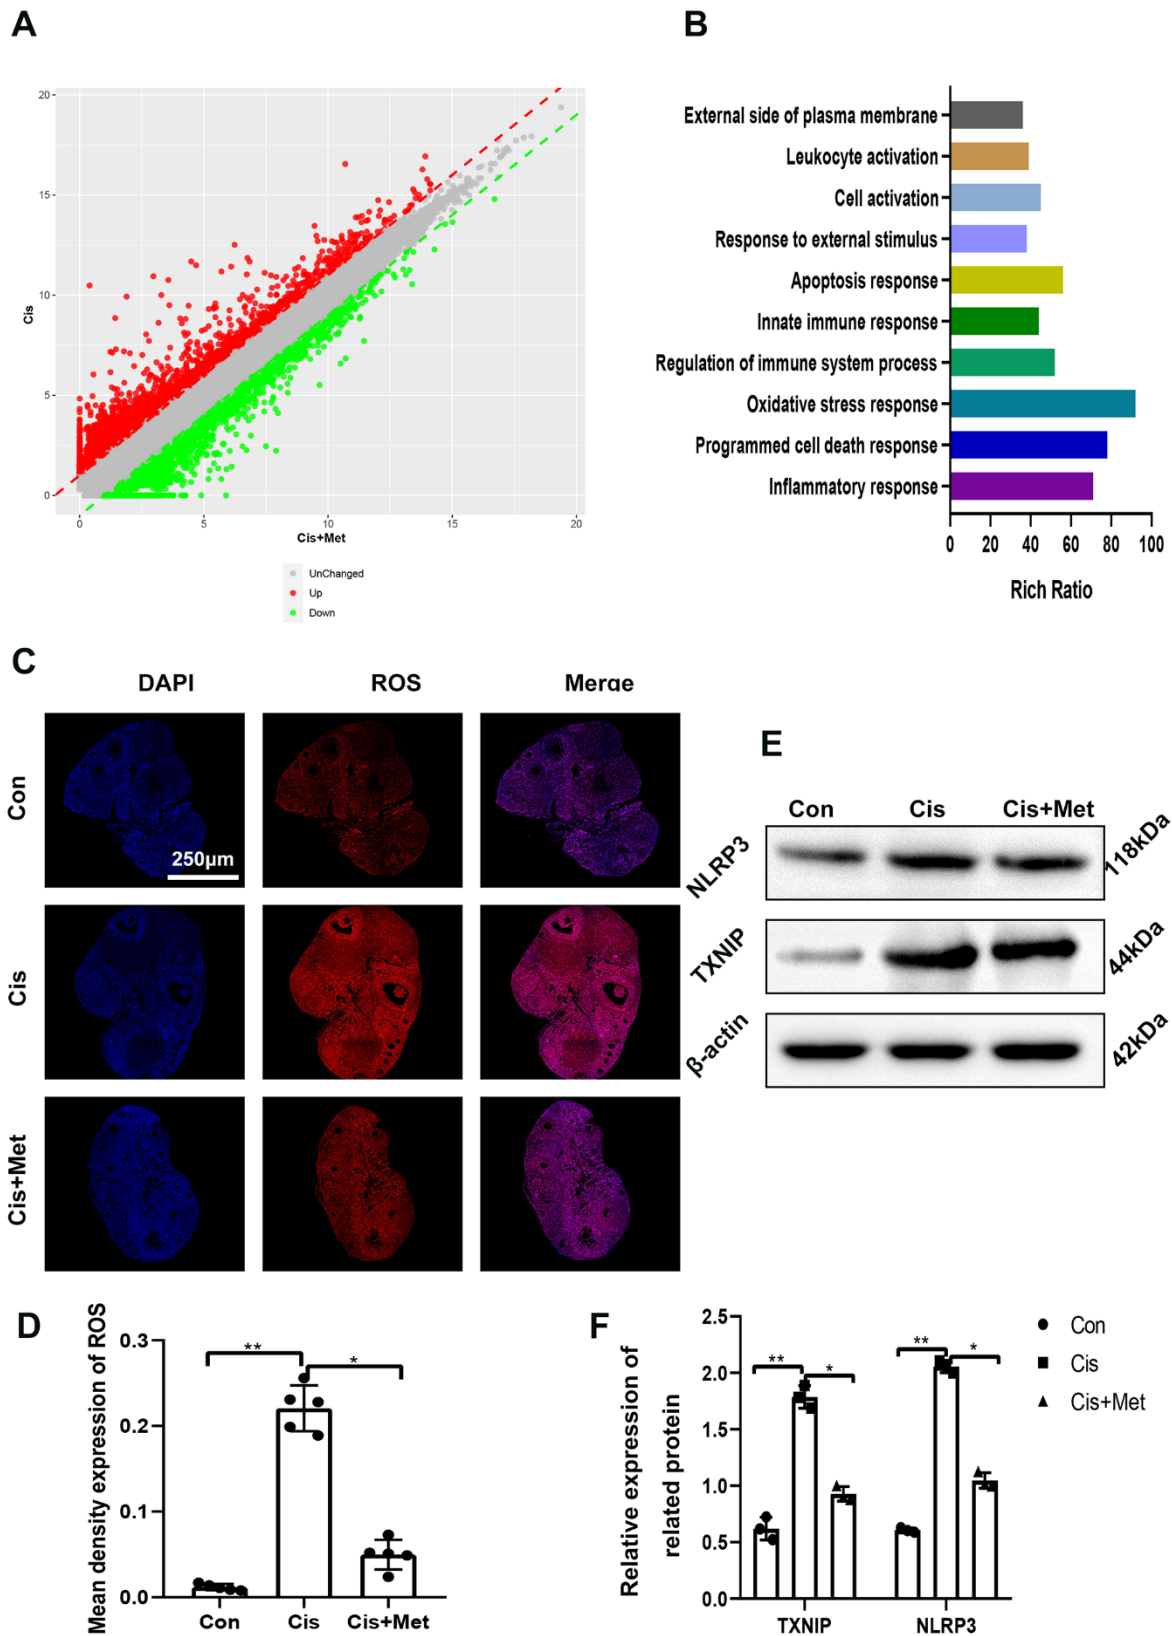 A
20
15
10
5
0
Cis
0 5 10 15 20
Cis+Met
UnChanged
Up
Down
B
External side of plasma membrane
Leukocyte activation
Cell activation
Response to external stimulus
Apoptosis response
Innate immune response
Regulation of immune system process
Oxidative stress response
Programmed cell death response
Inflammatory response
0 20 40 60 80 100
Rich Ratio
C
DAPI ROS Merge
Con
250μm
Cis
Cis+Met
D
Mean density expression of ROS
0.3
0.2
0.1
0.0
** *
Con Cis Cis+Met
E
Con Cis Cis+Met
NLRP3 118kDa
TXNIP 44kDa
β-actin 42kDa
F
Relative expression of
related protein
2.5
2.0
1.5
1.0
0.5
0.0
** * ** *
TXNIP NLRP3
Con
Cis
Cis+Met